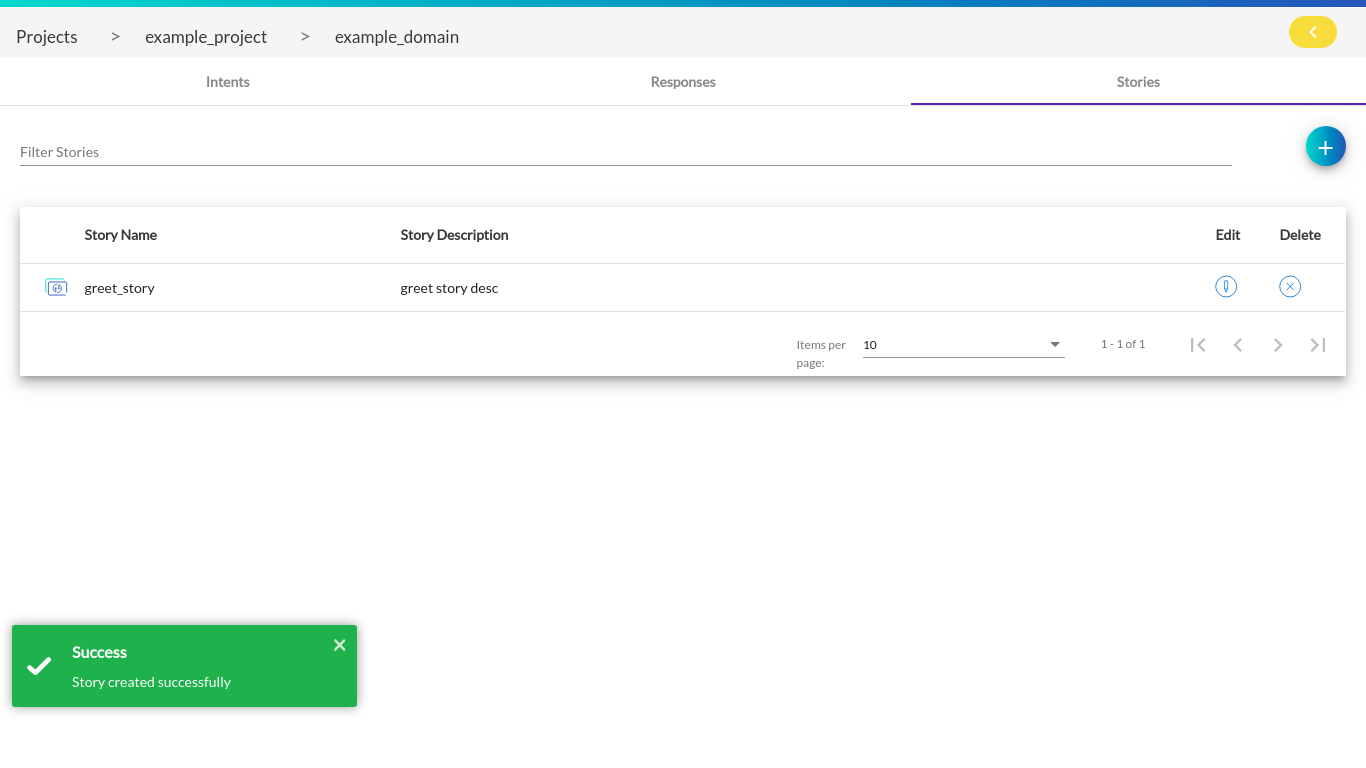 Projects > example_project > example_domain
Intents Responses Stories
Filter Stories
+
Story Name Story Description Edit Delete
greet_story greet story desc
Items per page: 10 1 - 1 of 1
Success
Story created successfully